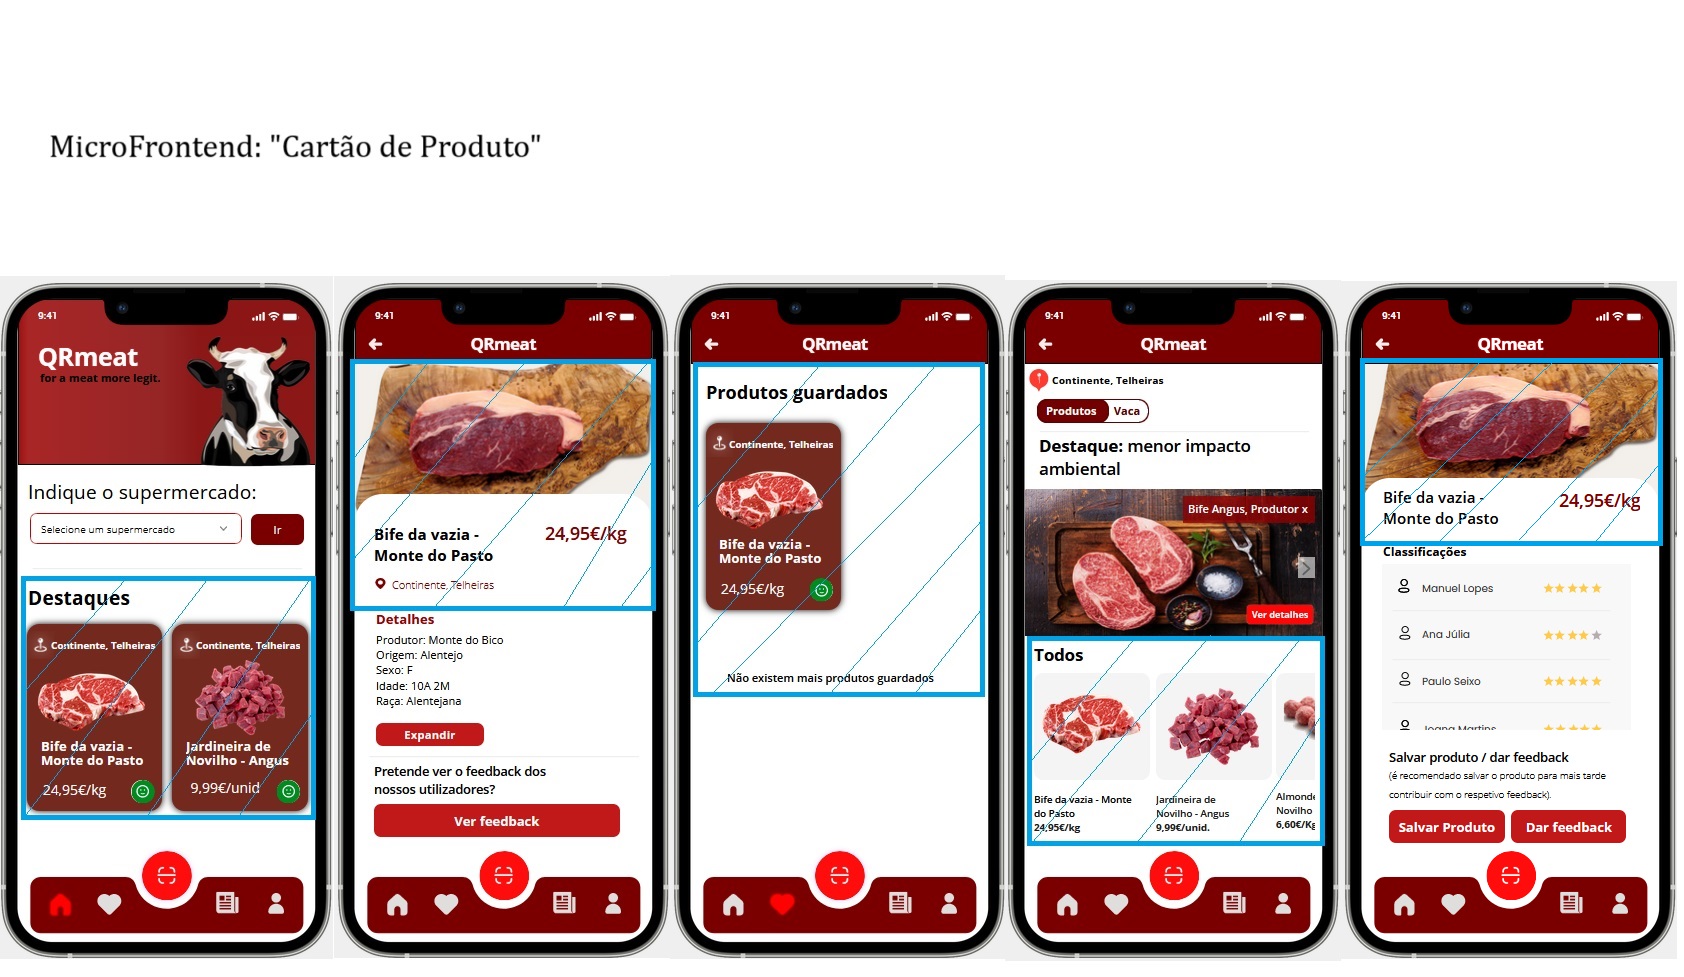 MicroFrontend: "Cartão de Produto"
9:41
QRmeat
for a meat more legit.
Indique o supermercado:
Selecione um supermercado
Ir
Destaques
Continente, Telheiras
Bife da vazia -
Monte do Pasto
24,95€/kg
Continente, Telheiras
Jardineira de
Novilho - Angus
9,99€/unid
9:41
QRmeat
Bife da vazia -
Monte do Pasto
24,95€/kg
Continente, Telheiras
Detalhes
Produtor: Monte do Bico
Origem: Alentejo
Sexo: F
Idade: 10A 2M
Raça: Alentejana
Expandir
Pretende ver o feedback dos
nossos utilizadores?
Ver feedback
9:41
QRmeat
Produtos guardados
Continente, Telheiras
Bife da vazia -
Monte do Pasto
24,95€/kg
Não existem mais produtos guardados
9:41
QRmeat
Continente, Telheiras
Produtos
Vaca
Destaque: menor impacto
ambiental
Bife Angus, Produtor x
Ver detalhes
Todos
Bife da vazia - Monte
do Pasto
24,95€/kg
Jardineira de
Novilho - Angus
9,99€/unid.
Almonde
Novilho
6,60€/Kg
9:41
QRmeat
Bife da vazia -
Monte do Pasto
24,95€/kg
Classificações
Manuel Lopes
Ana Júlia
Paulo Seixo
Joana Martins
Salvar produto / dar feedback
(é recomendado salvar o produto para mais tarde
contribuir com o respetivo feedback).
Salvar Produto
Dar feedback